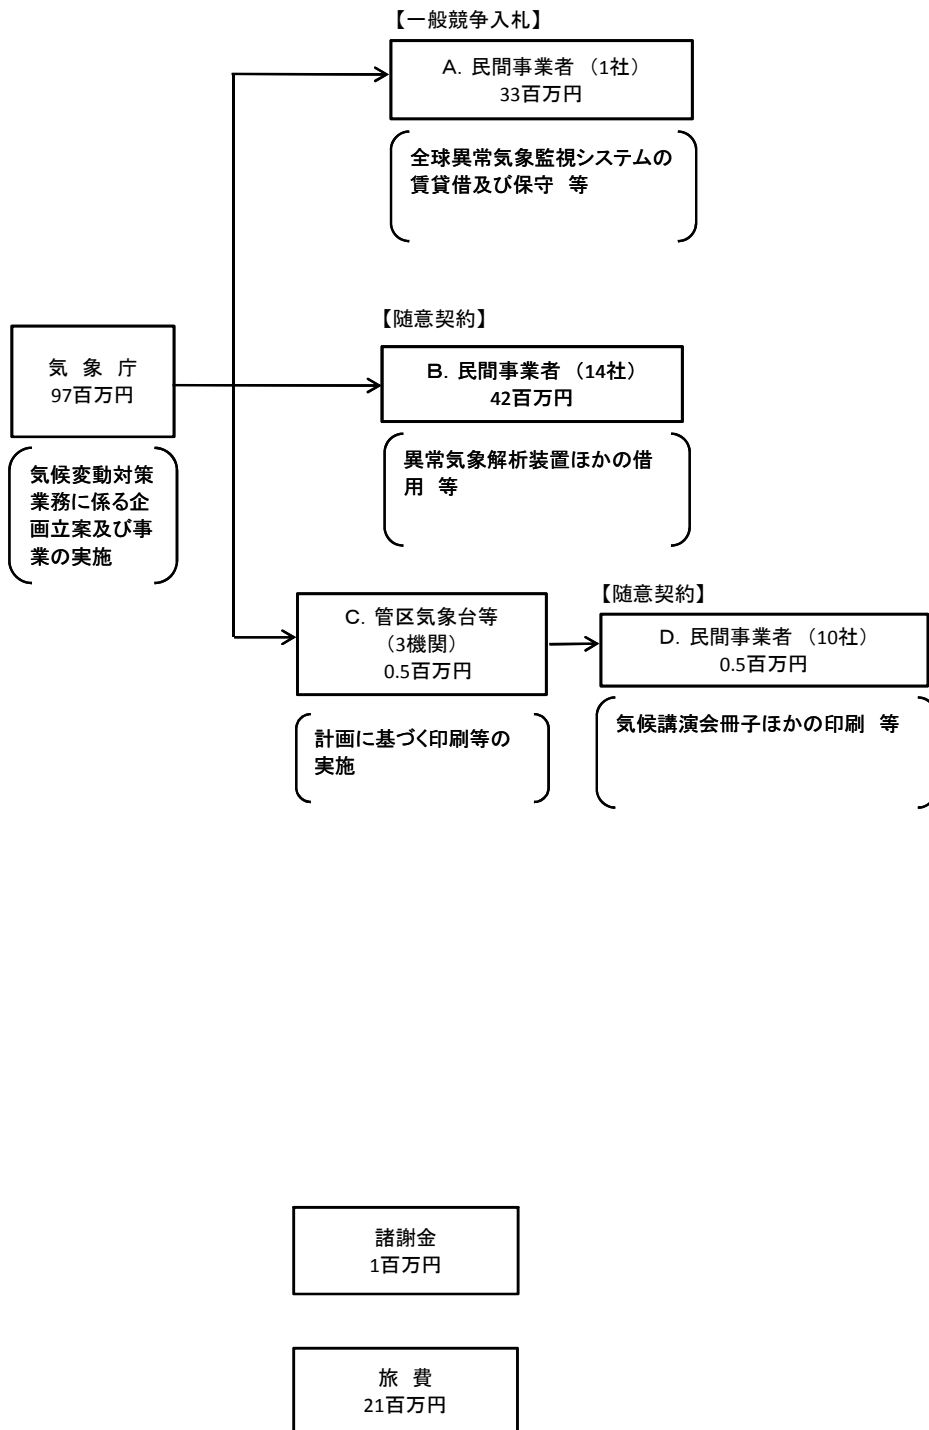 【一般競争入札】
A. 民間事業者 （1社）
33百万円
全球異常気象監視システムの
賃貸借及び保守 等
【随意契約】
気 象 庁
97百万円
B. 民間事業者 （14社）
42百万円
気候変動対策
業務に係る企
画立案及び事
業の実施
異常気象解析装置ほかの借
用 等
C. 管区気象台等
（3機関）
0.5百万円
計画に基づく印刷等の
実施
【随意契約】
D. 民間事業者 （10社）
0.5百万円
気候講演会冊子ほかの印刷 等
諸謝金
1百万円
旅 費
21百万円